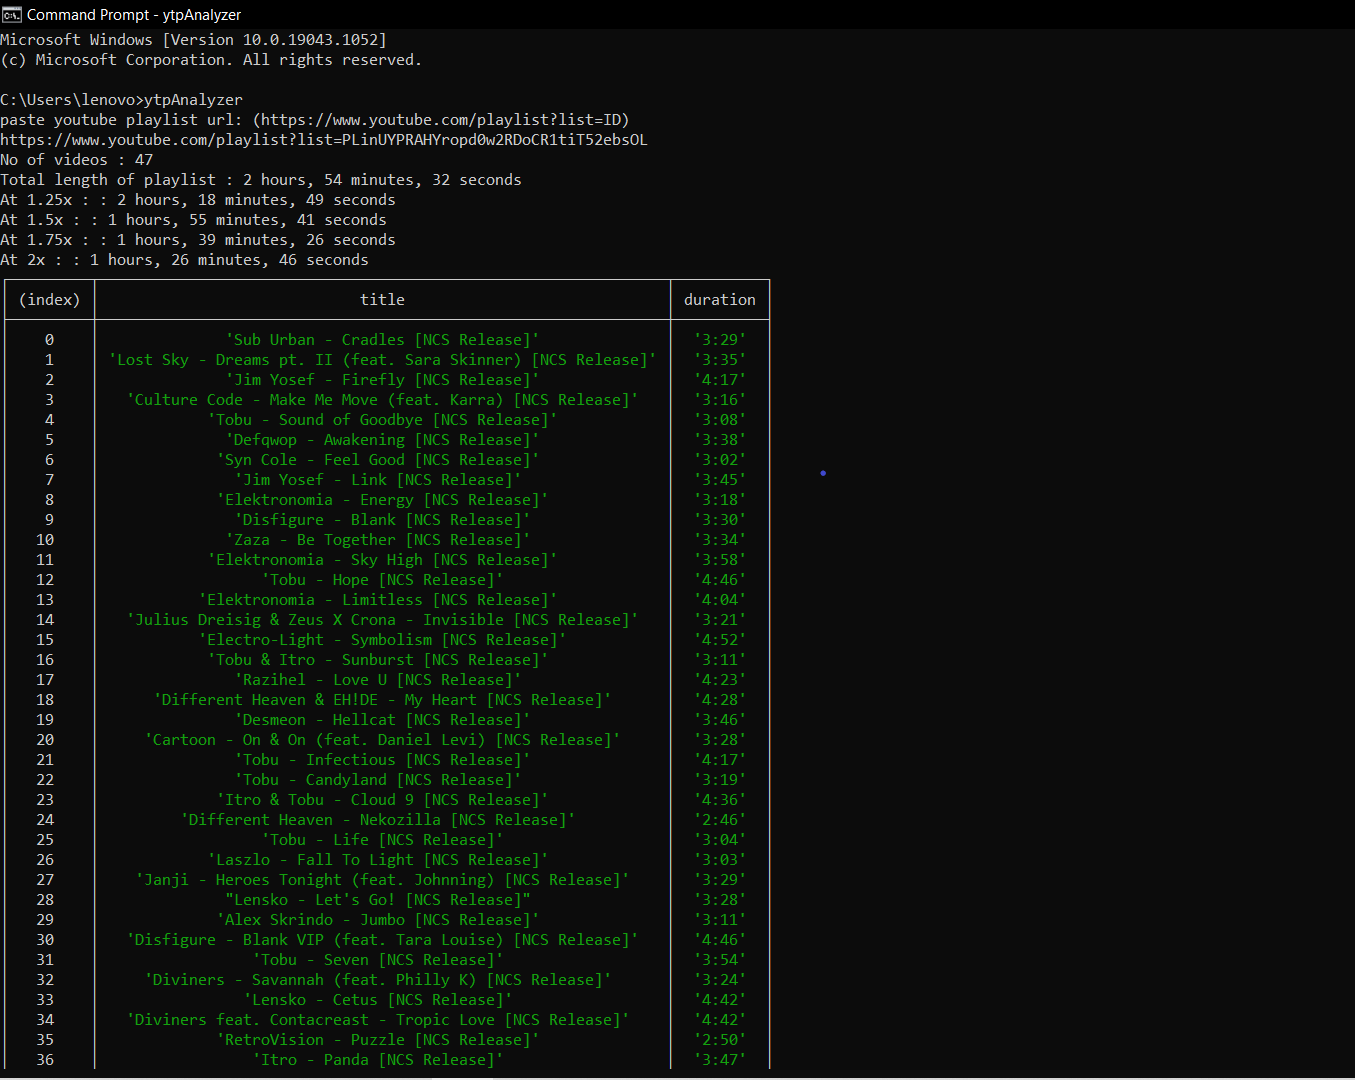 Command Prompt - ytpAnalyzer
Microsoft Windows [Version 10.0.19043.1052]
(c) Microsoft Corporation. All rights reserved.
C:\Users\lenovo>ytpAnalyzer
paste youtube playlist url: (https://www.youtube.com/playlist?list=ID)
https://www.youtube.com/playlist?list=PLinUYPRAHYropd0w2RDoCR1tiT52ebsOL
No of videos : 47
Total length of playlist : 2 hours, 54 minutes, 32 seconds
At 1.25x : : 2 hours, 18 minutes, 49 seconds
At 1.5x : : 1 hours, 55 minutes, 41 seconds
At 1.75x : : 1 hours, 39 minutes, 26 seconds
At 2x : : 1 hours, 26 minutes, 46 seconds
(index) title duration
0 'Sub Urban - Cradles [NCS Release]' '3:29'
1 'Lost Sky - Dreams pt. II (feat. Sara Skinner) [NCS Release]' '3:35'
2 'Jim Yosef - Firefly [NCS Release]' '4:17'
3 'Culture Code - Make Me Move (feat. Karra) [NCS Release]' '3:16'
4 'Tobu - Sound of Goodbye [NCS Release]' '3:08'
5 'Defqwop - Awakening [NCS Release]' '3:38'
6 'Syn Cole - Feel Good [NCS Release]' '3:02'
7 'Jim Yosef - Link [NCS Release]' '3:45'
8 'Elektronomia - Energy [NCS Release]' '3:18'
9 'Disfigure - Blank [NCS Release]' '3:30'
10 'Zaza - Be Together [NCS Release]' '3:34'
11 'Elektronomia - Sky High [NCS Release]' '3:58'
12 'Tobu - Hope [NCS Release]' '4:46'
13 'Elektronomia - Limitless [NCS Release]' '4:04'
14 'Julius Dreisig & Zeus X Crona - Invisible [NCS Release]' '3:21'
15 'Electro-Light - Symbolism [NCS Release]' '4:52'
16 'Tobu & Itro - Sunburst [NCS Release]' '3:11'
17 'Razihel - Love U [NCS Release]' '4:23'
18 'Different Heaven & EH!DE - My Heart [NCS Release]' '4:28'
19 'Desmeon - Hellcat [NCS Release]' '3:46'
20 'Cartoon - On & On (feat. Daniel Levi) [NCS Release]' '3:28'
21 'Tobu - Infectious [NCS Release]' '4:17'
22 'Tobu - Candyland [NCS Release]' '3:19'
23 'Itro & Tobu - Cloud 9 [NCS Release]' '4:36'
24 'Different Heaven - Nekozilla [NCS Release]' '2:46'
25 'Tobu - Life [NCS Release]' '3:04'
26 'Laszlo - Fall To Light [NCS Release]' '3:03'
27 'Janji - Heroes Tonight (feat. Johnning) [NCS Release]' '3:29'
28 "Lensko - Let's Go! [NCS Release]" '3:28'
29 'Alex Skrindo - Jumbo [NCS Release]' '3:11'
30 'Disfigure - Blank VIP (feat. Tara Louise) [NCS Release]' '4:46'
31 'Tobu - Seven [NCS Release]' '3:54'
32 'Diviners - Savannah (feat. Philly K) [NCS Release]' '3:24'
33 'Lensko - Cetus [NCS Release]' '4:42'
34 'Diviners feat. Contacreast - Tropic Love [NCS Release]' '4:42'
35 'RetroVision - Puzzle [NCS Release]' '2:50'
36 'Itro - Panda [NCS Release]' '3:47'